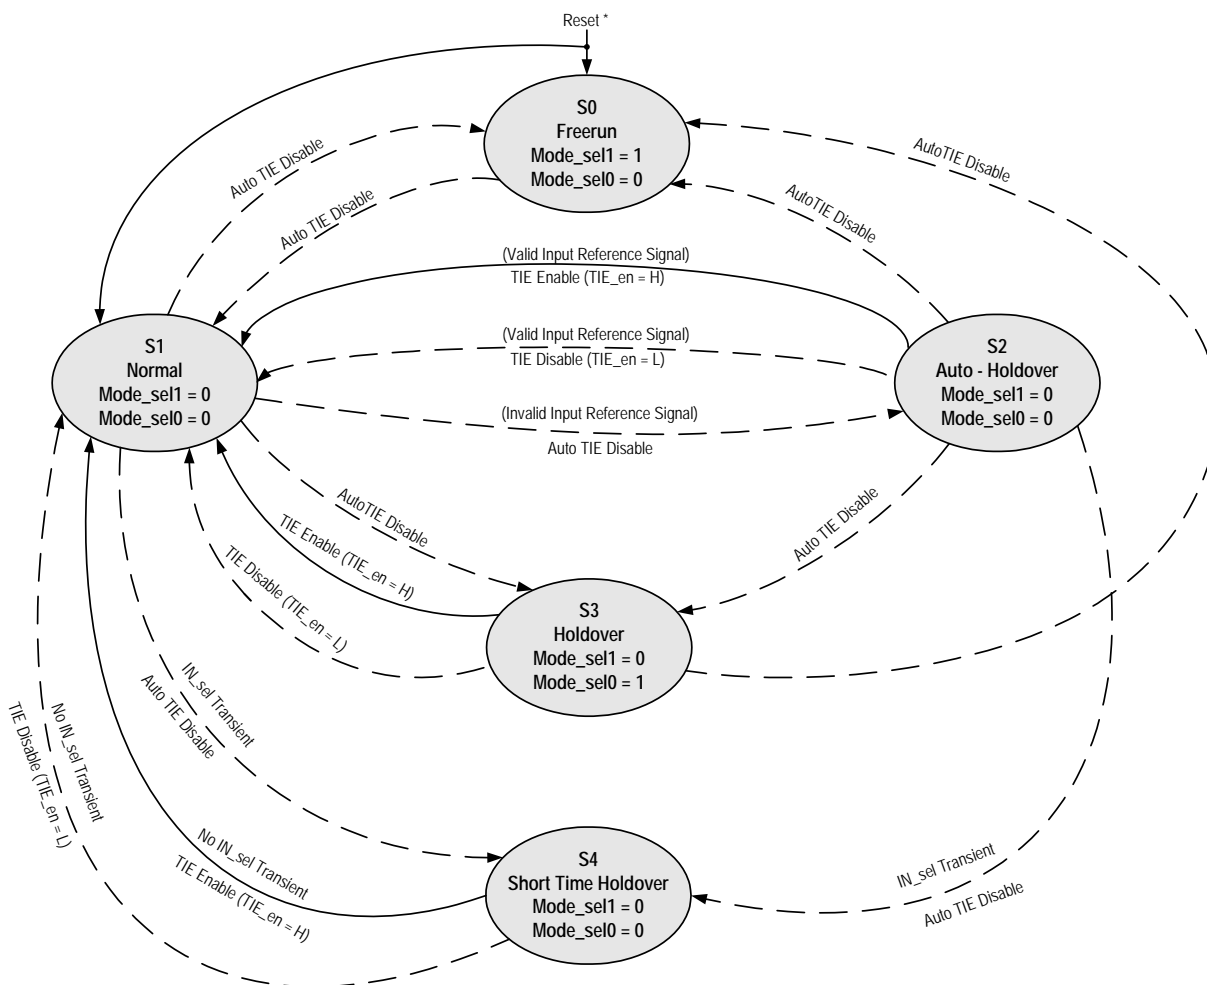 Reset *
S0
Freerun
Mode_sel1 = 1
Mode_sel0 = 0
Auto TIE Disable
Auto TIE Disable
AutoTIE Disable
AutoTIE Disable
(Valid Input Reference Signal)
TIE Enable (TIE_en = H)
(Valid Input Reference Signal)
TIE Disable (TIE_en = L)
(Invalid Input Reference Signal)
Auto TIE Disable
S1
Normal
Mode_sel1 = 0
Mode_sel0 = 0
S2
Auto - Holdover
Mode_sel1 = 0
Mode_sel0 = 0
AutoTIE Disable
TIE Enable (TIE_en = H)
TIE Disable (TIE_en = L)
Auto TIE Disable
S3
Holdover
Mode_sel1 = 0
Mode_sel0 = 1
IN_sel Transient
Auto TIE Disable
No IN_sel Transient
TIE Disable (TIE_en = L)
No IN_sel Transient
TIE Enable (TIE_en = H)
S4
Short Time Holdover
Mode_sel1 = 0
Mode_sel0 = 0
IN_sel Transient
Auto TIE Disable